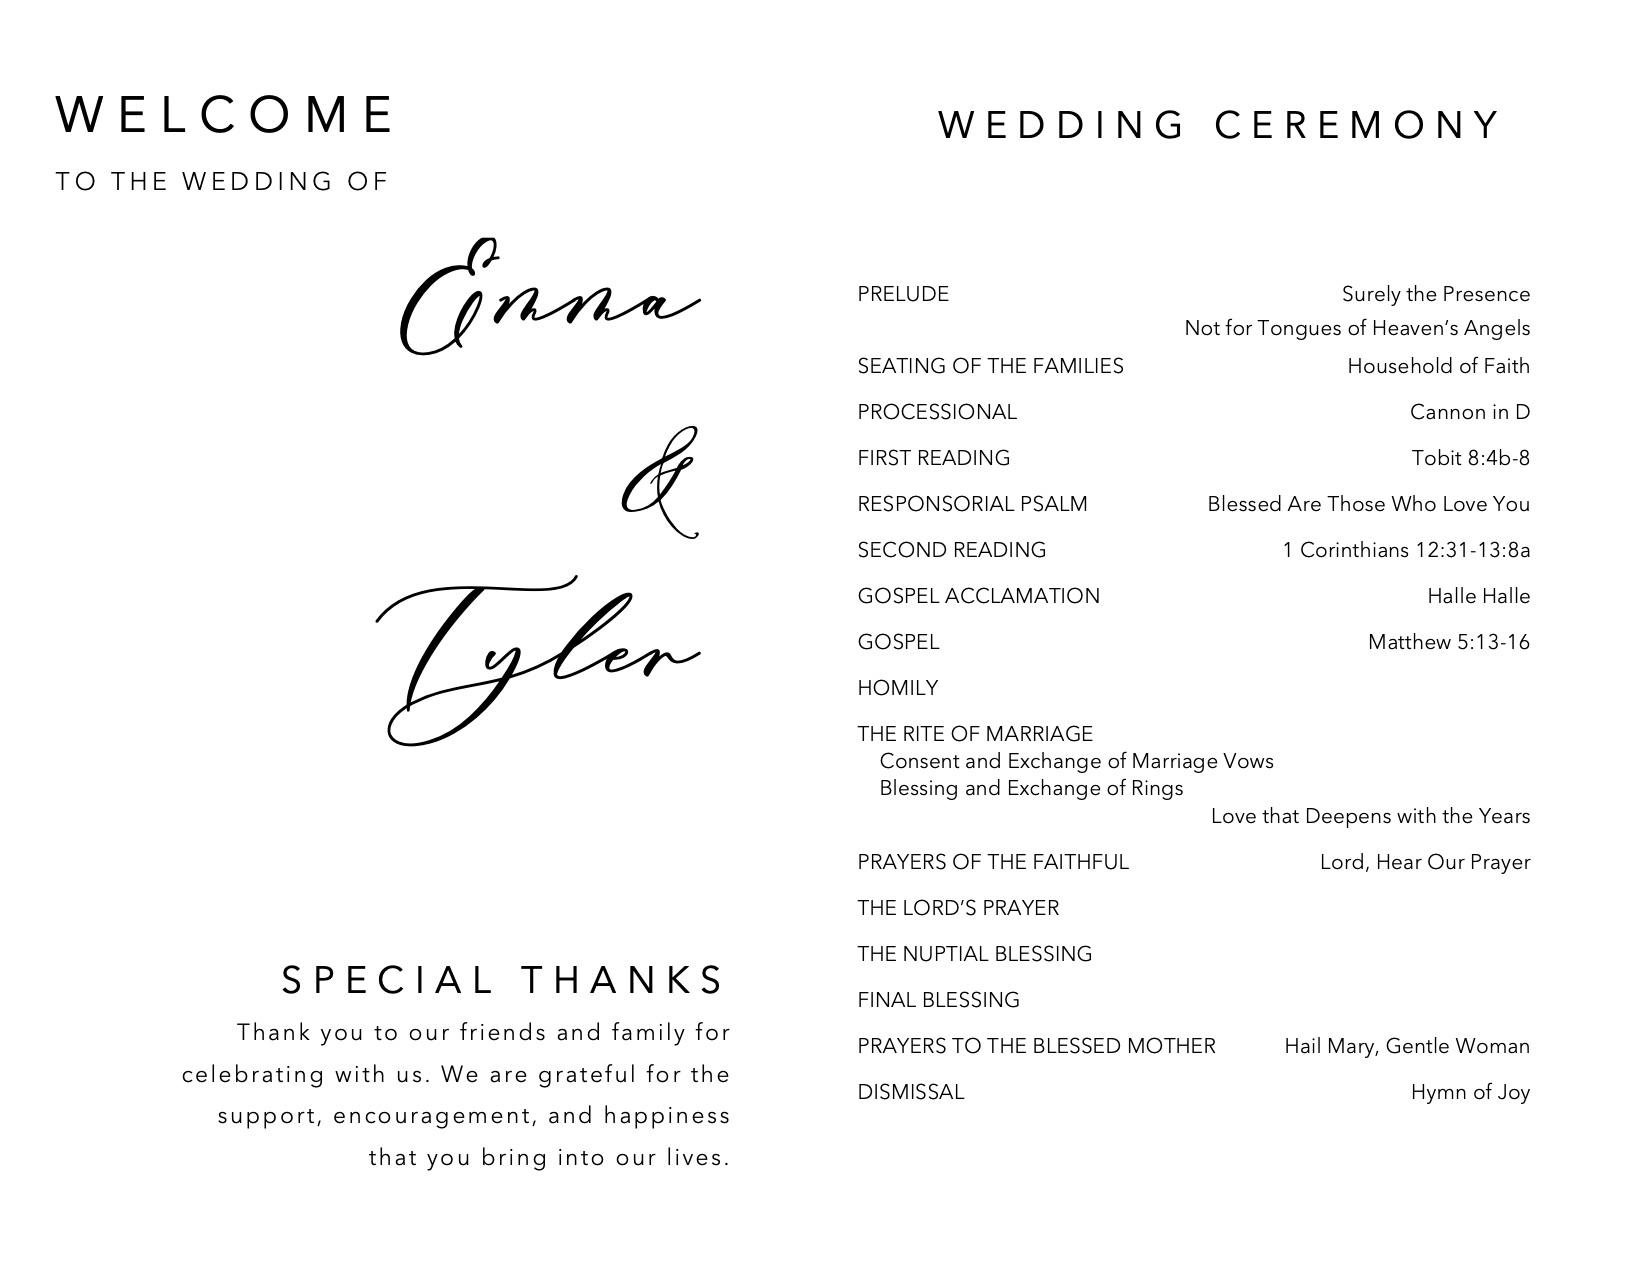 WELCOME
TO THE WEDDING OF
Emma
&
Tyler
SPECIAL THANKS
Thank you to our friends and family for
celebrating with us. We are grateful for the
support, encouragement, and happiness
that you bring into our lives.
WEDDING CEREMONY
PRELUDE Surely the Presence
Not for Tongues of Heaven’s Angels
SEATING OF THE FAMILIES Household of Faith
PROCESSIONAL Cannon in D
FIRST READING Tobit 8:4b-8
RESPONSORIAL PSALM Blessed Are Those Who Love You
SECOND READING 1 Corinthians 12:31-13:8a
GOSPEL ACCLAMATION Halle Halle
GOSPEL Matthew 5:13-16
HOMILY
THE RITE OF MARRIAGE
Consent and Exchange of Marriage Vows
Blessing and Exchange of Rings
Love that Deepens with the Years
PRAYERS OF THE FAITHFUL Lord, Hear Our Prayer
THE LORD’S PRAYER
THE NUPTIAL BLESSING
FINAL BLESSING
PRAYERS TO THE BLESSED MOTHER Hail Mary, Gentle Woman
DISMISSAL Hymn of Joy